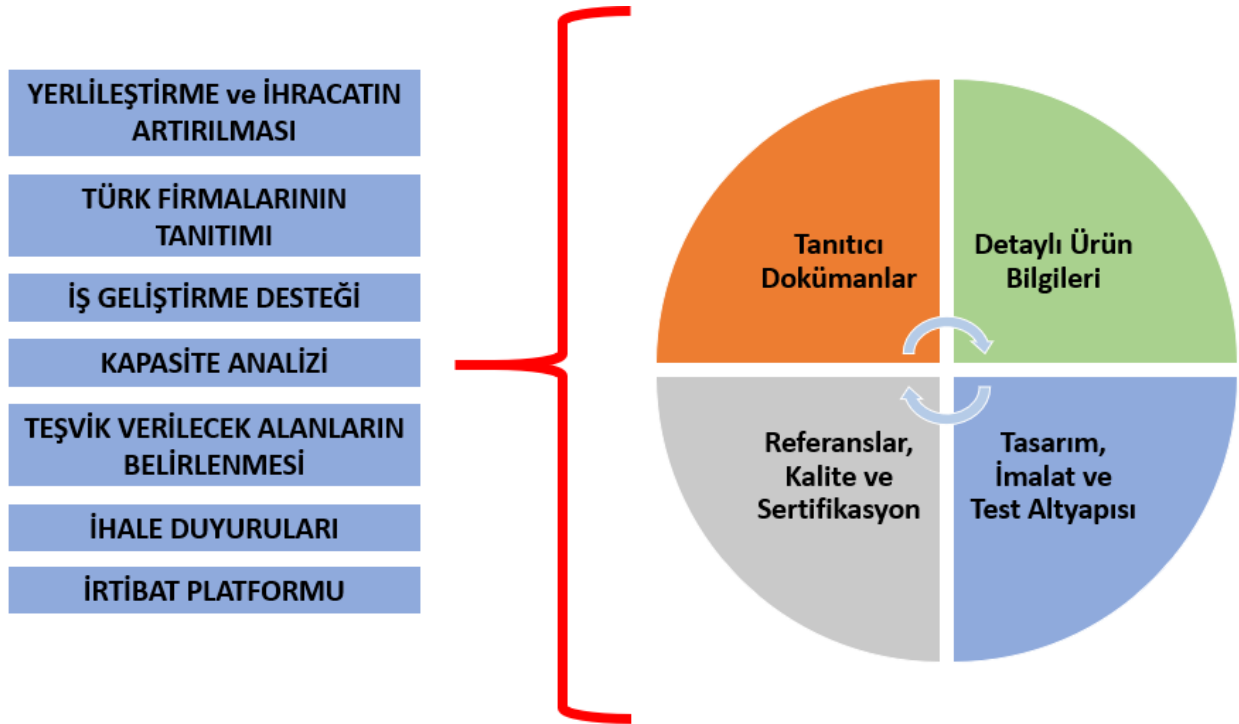 YERLİLEŞTİRME ve İHRACATIN
ARTIRILMASI
TÜRK FİRMALARININ
TANITIMI
İŞ GELİŞTİRME DESTEĞİ
KAPASİTE ANALİZİ
TEŞVİK VERİLECEK ALANLARIN
BELİRLENMESİ
İHALE DUYURULARI
İRTİBAT PLATFORMU
Tanıtıcı
Dokümanlar
Detaylı Ürün
Bilgileri
Referanslar,
Kalite ve
Sertifikasyon
Tasarım,
İmalat ve
Test Altyapısı